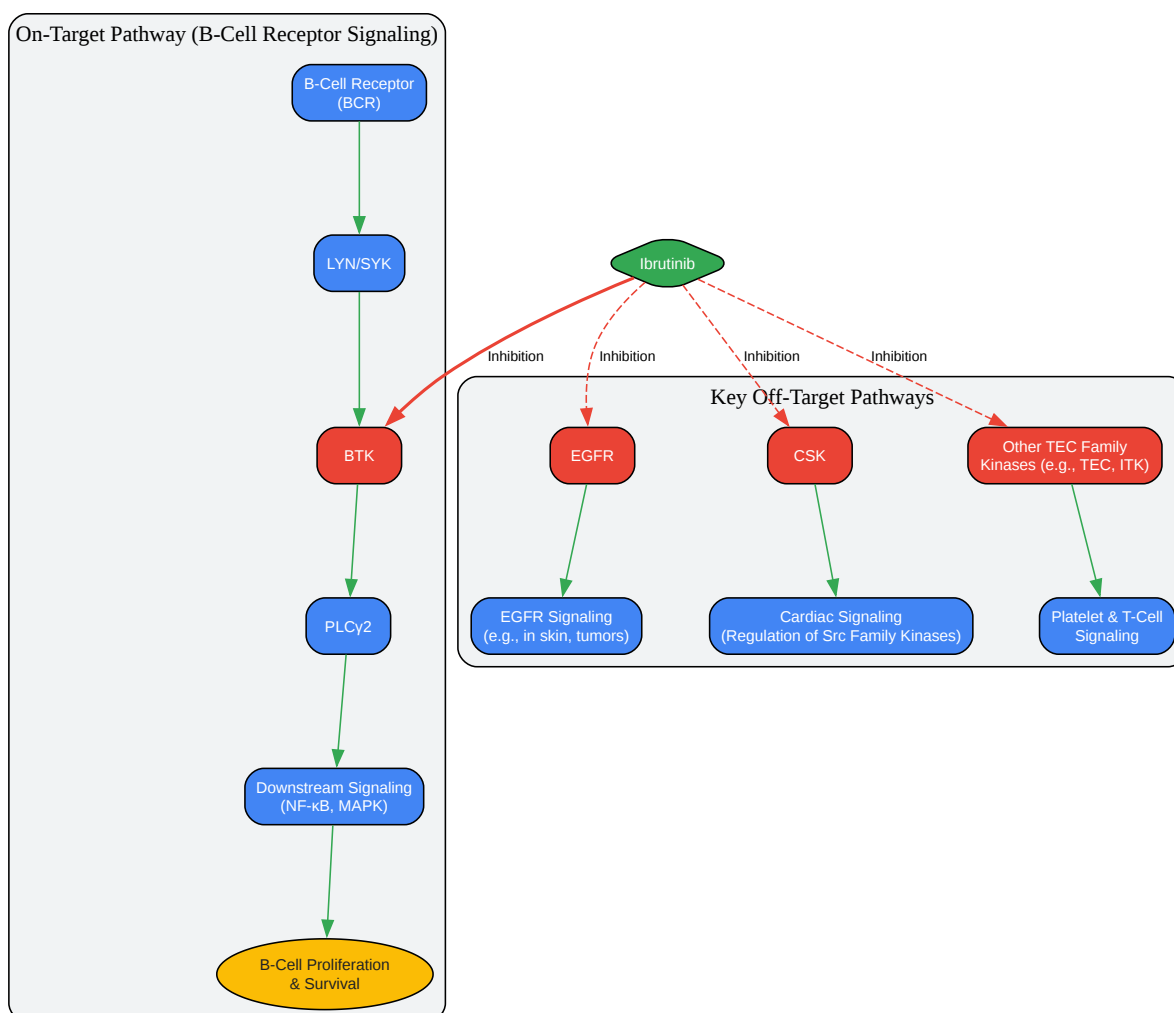 On-Target Pathway (B-Cell Receptor Signaling)
B-Cell Receptor
(BCR)
LYN/SYK
Ibrutinib
Inhibition
Inhibition
Inhibition
Inhibition
Key Off-Target Pathways
BTK
EGFR
CSK
Other TEC Family
Kinases (e.g., TEC, ITK)
PLCγ2
EGFR Signaling
(e.g., in skin, tumors)
Cardiac Signaling
(Regulation of Src Family Kinases)
Platelet & T-Cell
Signaling
Downstream Signaling
(NF-κB, MAPK)
B-Cell Proliferation
& Survival